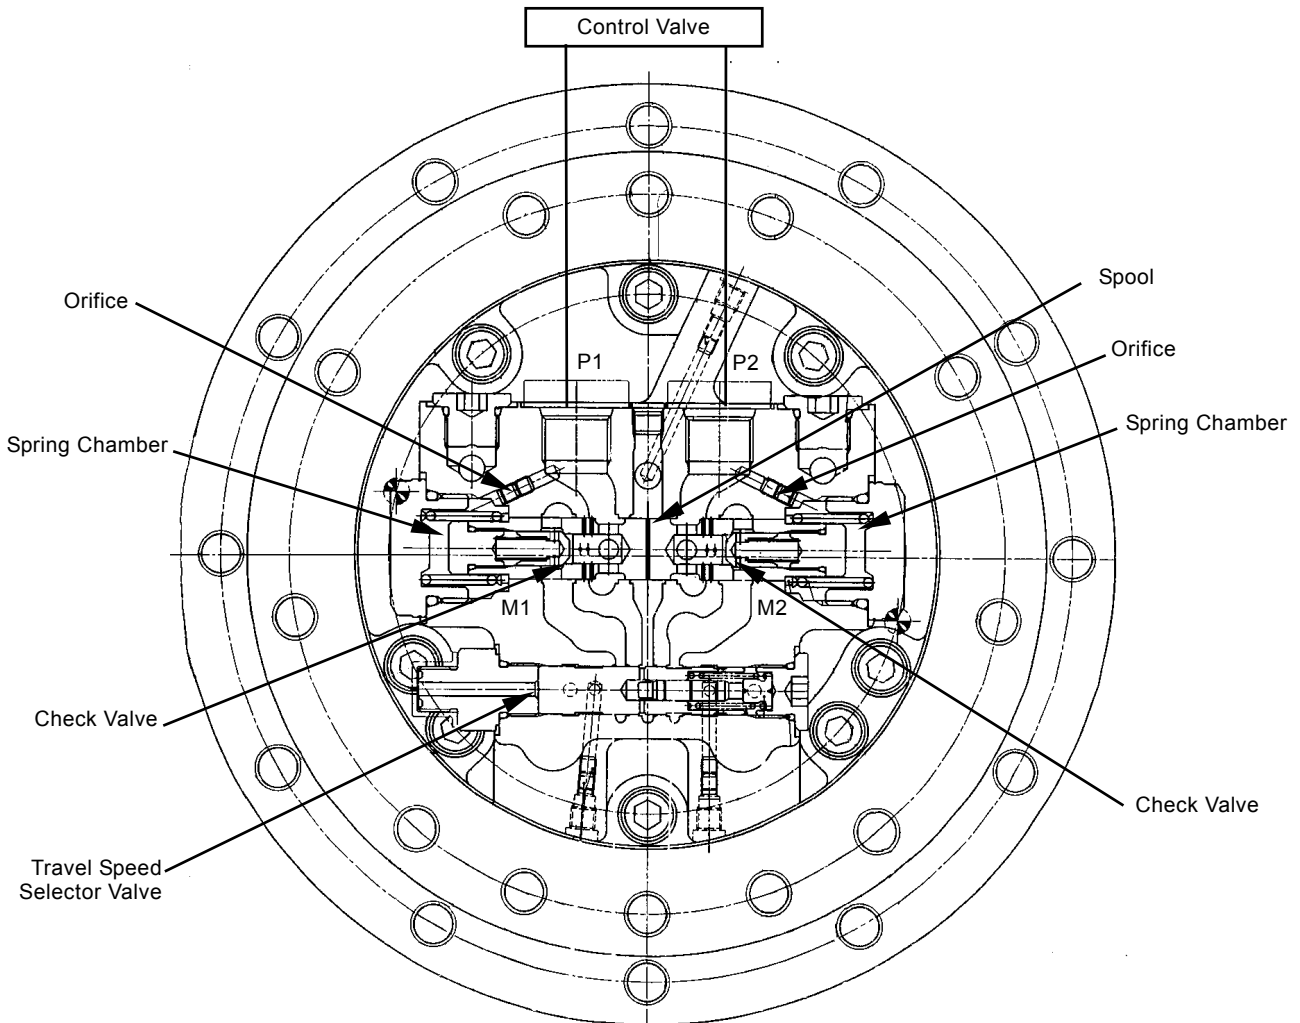 Control Valve
Spool
Orifice
P1
P2
Orifice
Spring Chamber
Spring Chamber
M1
M2
Check Valve
Check Valve
Travel Speed
Selector Valve